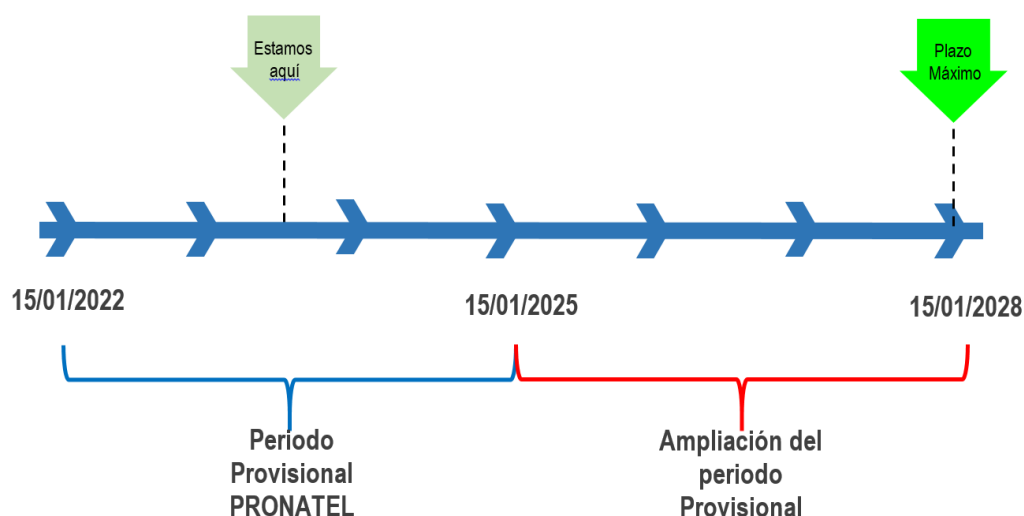 Estamos
aquí
Plazo
Máximo
15/01/2022
15/01/2025
15/01/2028
Periodo
Provisional
PRONATEL
Ampliación del
periodo
Provisional